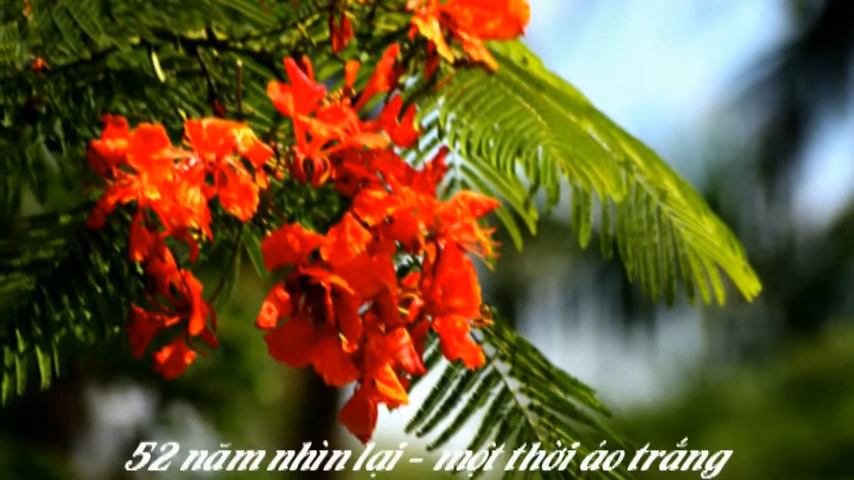 52 năm nhìn lại - một thời áo trắng